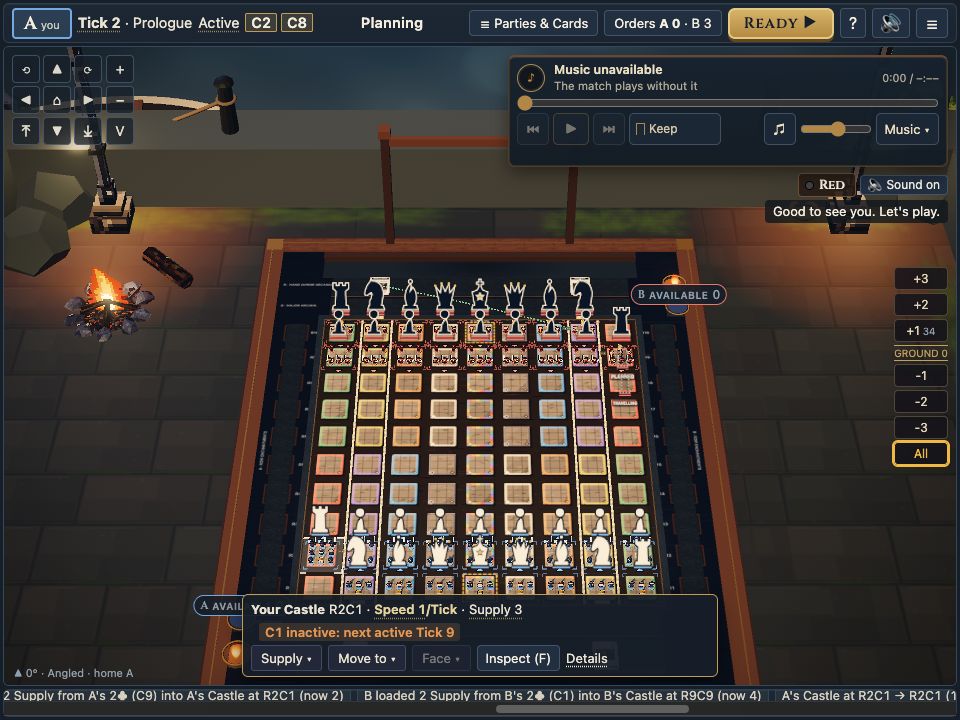 A you
Tick 2 · Prologue Active C2 C8
Planning
≡ Parties & Cards
Orders A 0 · B 3
READY ▶
?
Music unavailable
The match plays without it
0:00 / –:––
Keep
Music
V
RED
Sound on
Good to see you. Let's play.
B AVAILABLE 0
+3
+2
+1 34
GROUND 0
-1
-2
-3
All
A AVAIL
Your Castle R2C1 · Speed 1/Tick · Supply 3
C1 inactive: next active Tick 9
Supply
Move to
Face
Inspect (F)
Details
▲ 0° · Angled · home A
2 Supply from A's 2♣ (C9) into A's Castle at R2C1 (now 2)
B loaded 2 Supply from B's 2♣ (C1) into B's Castle at R9C9 (now 4)
A's Castle at R2C1 → R2C1 (1